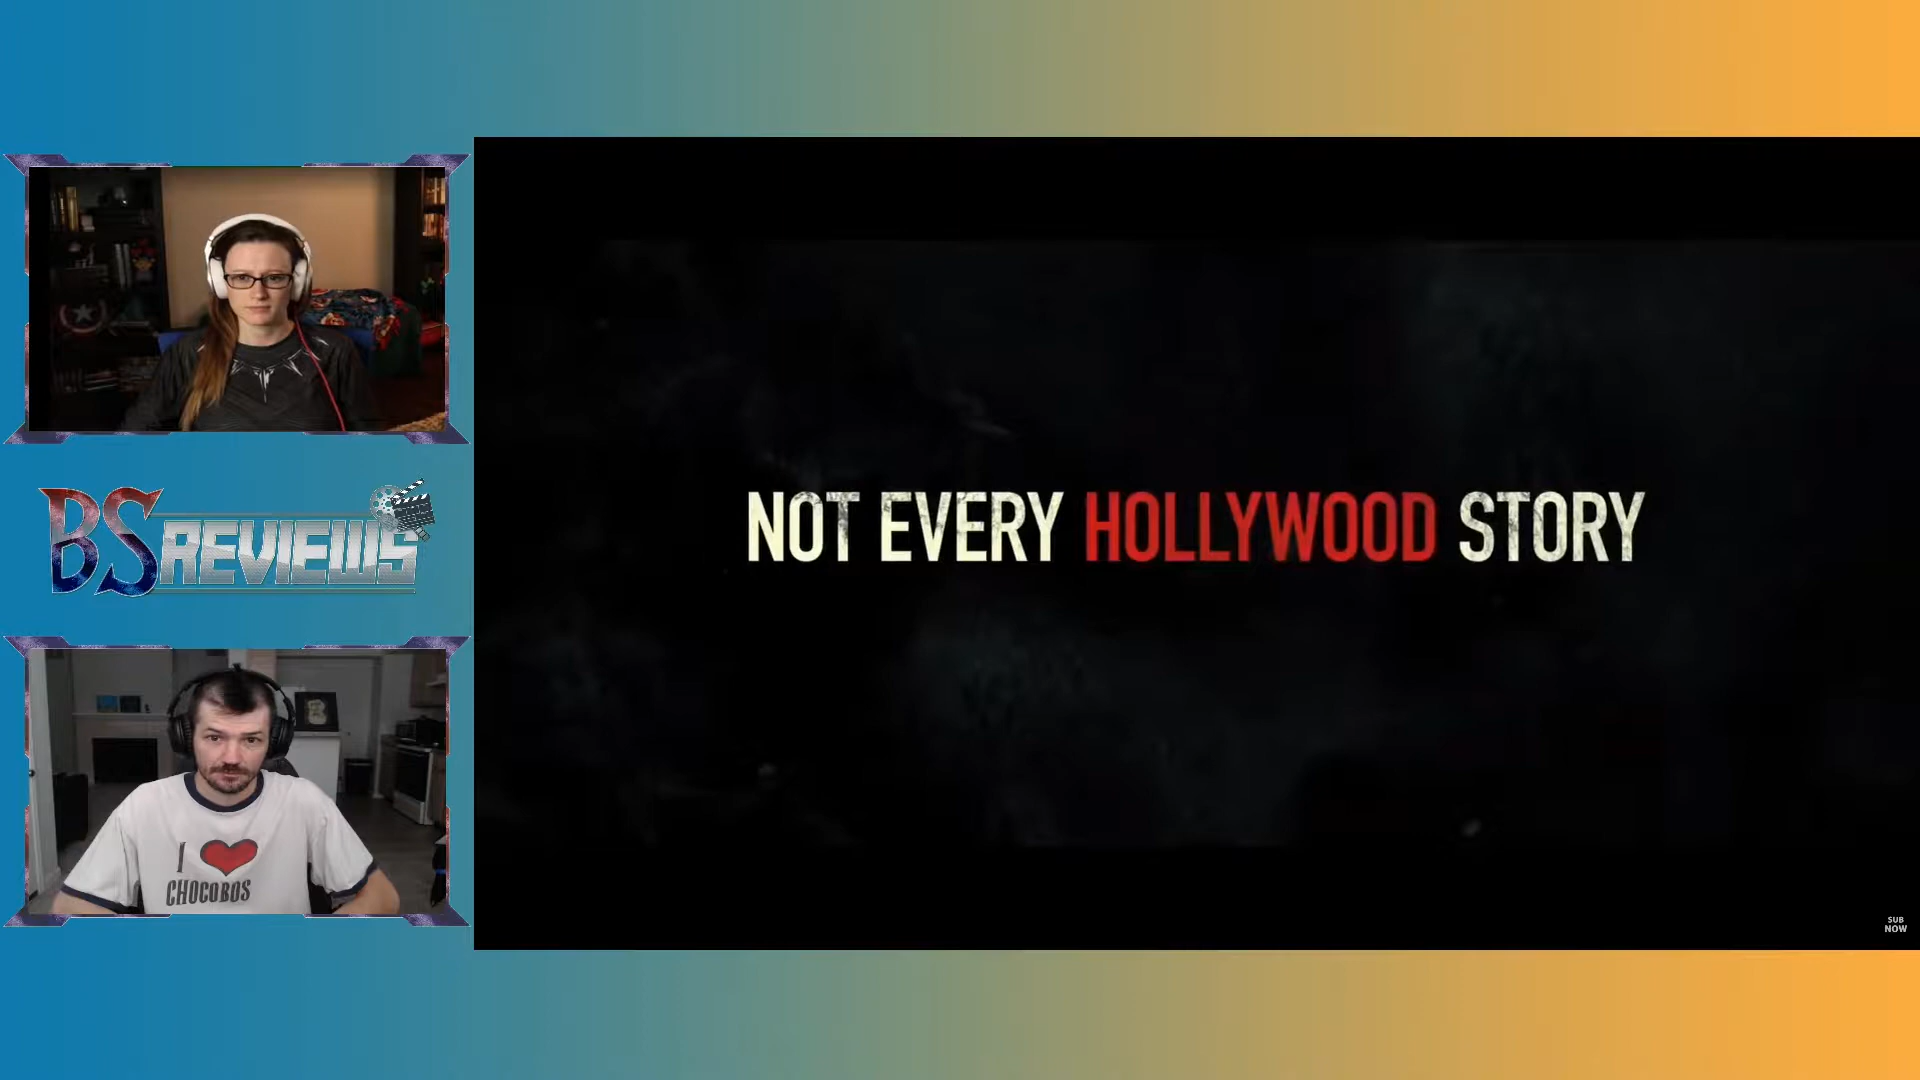 NOT EVERY HOLLYWOOD STORY
BS REVIEWS
I
CHOCOBOS
SUB
NOW